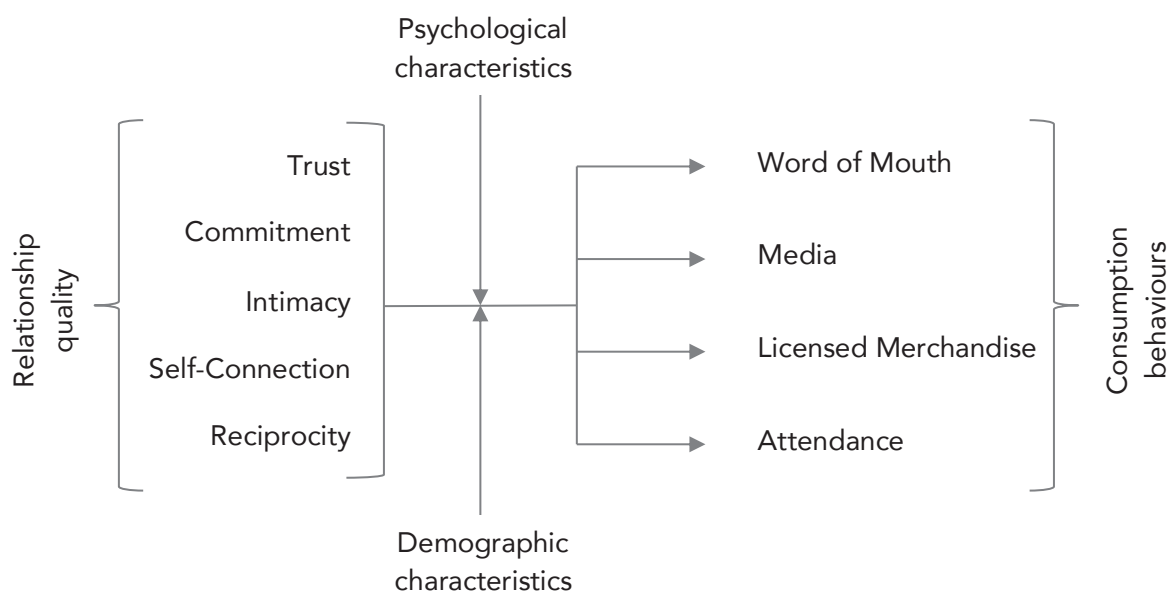 Psychological
characteristics
Relationship
quality
Trust
Commitment
Intimacy
Self-Connection
Reciprocity
Word of Mouth
Media
Licensed Merchandise
Attendance
Consumption
behaviours
Demographic
characteristics